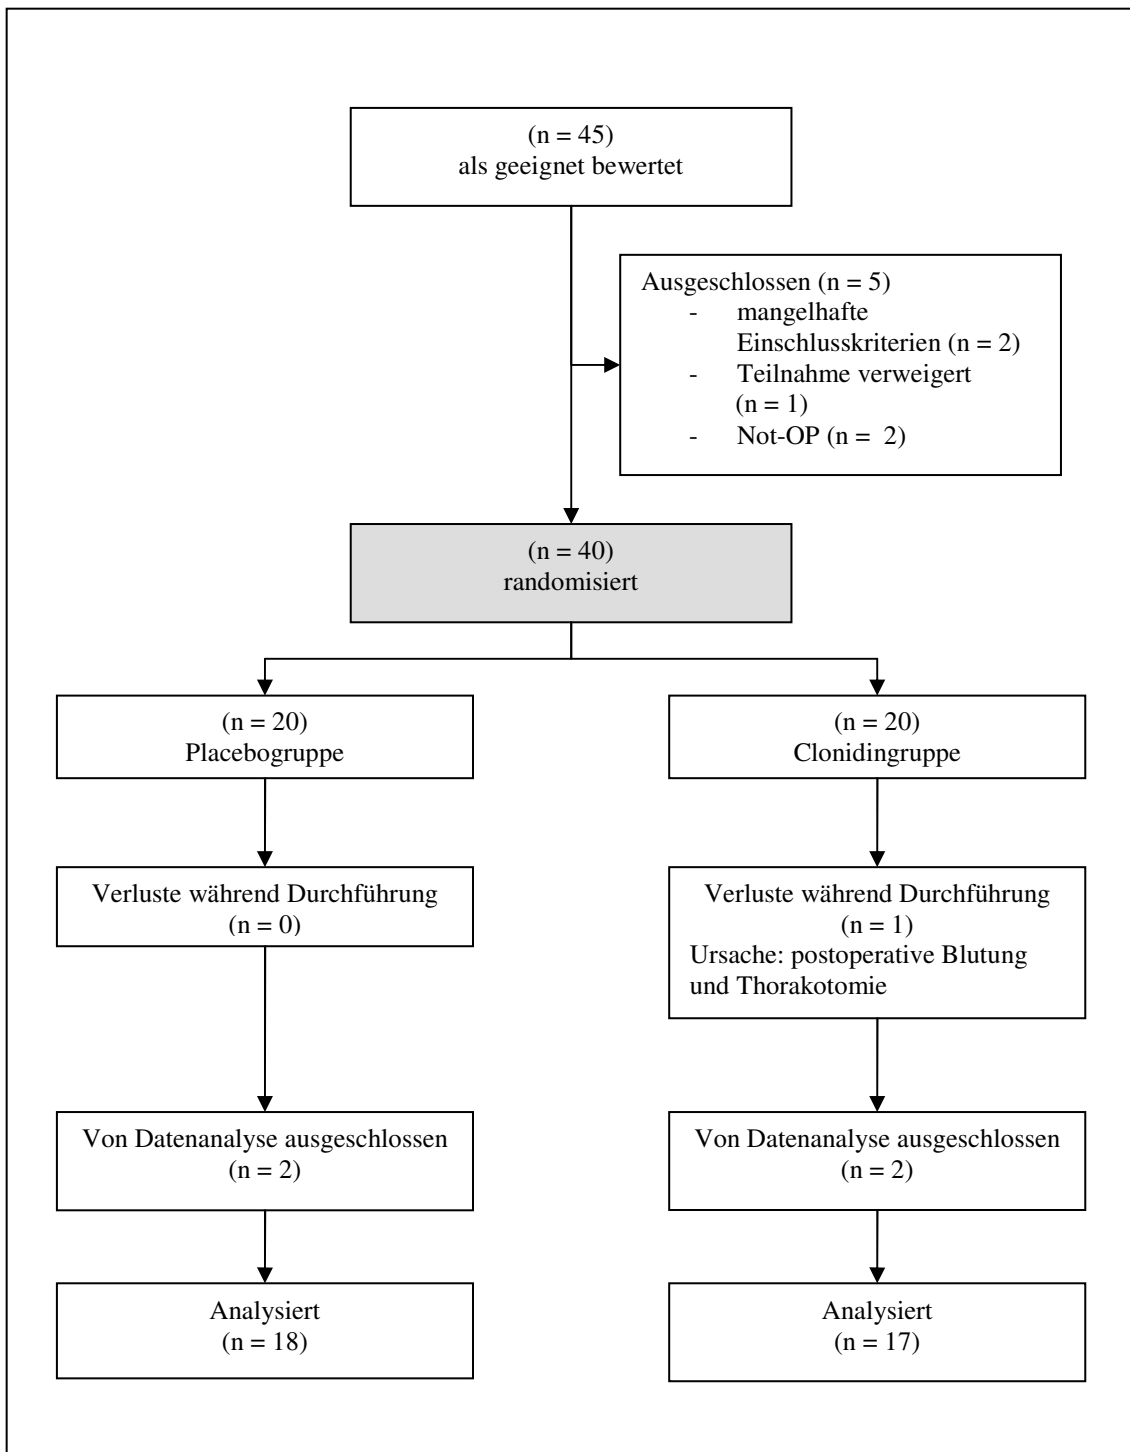 (n = 45)
als geeignet bewertet
Ausgeschlossen (n = 5)
- mangelhafte
Einschlusskriterien (n = 2)
- Teilnahme verweigert
(n = 1)
- Not-OP (n = 2)
(n = 40)
randomisiert
(n = 20)
Placebogruppe
(n = 20)
Clonidingruppe
Verluste während Durchführung
(n = 0)
Verluste während Durchführung
(n = 1)
Ursache: postoperative Blutung
und Thorakotomie
Von Datenanalyse ausgeschlossen
(n = 2)
Von Datenanalyse ausgeschlossen
(n = 2)
Analysiert
(n = 18)
Analysiert
(n = 17)